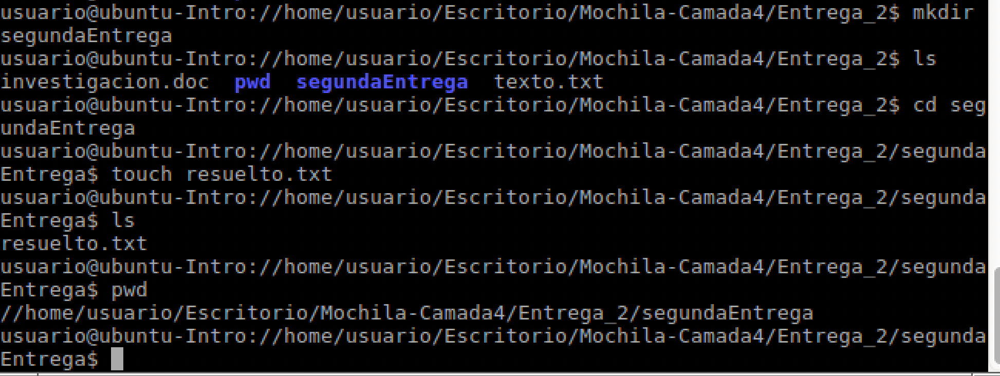 usuario@ubuntu-Intro://home/usuario/Escritorio/Mochila-Camada4/Entrega_2$ mkdir
segundaEntrega
usuario@ubuntu-Intro://home/usuario/Escritorio/Mochila-Camada4/Entrega_2$ ls
investigacion.doc  pwd  segundaEntrega  texto.txt
usuario@ubuntu-Intro://home/usuario/Escritorio/Mochila-Camada4/Entrega_2$ cd seg
undaEntrega
usuario@ubuntu-Intro://home/usuario/Escritorio/Mochila-Camada4/Entrega_2/segunda
Entrega$ touch resuelto.txt
usuario@ubuntu-Intro://home/usuario/Escritorio/Mochila-Camada4/Entrega_2/segunda
Entrega$ ls
resuelto.txt
usuario@ubuntu-Intro://home/usuario/Escritorio/Mochila-Camada4/Entrega_2/segunda
Entrega$ pwd
//home/usuario/Escritorio/Mochila-Camada4/Entrega_2/segundaEntrega
usuario@ubuntu-Intro://home/usuario/Escritorio/Mochila-Camada4/Entrega_2/segunda
Entrega$